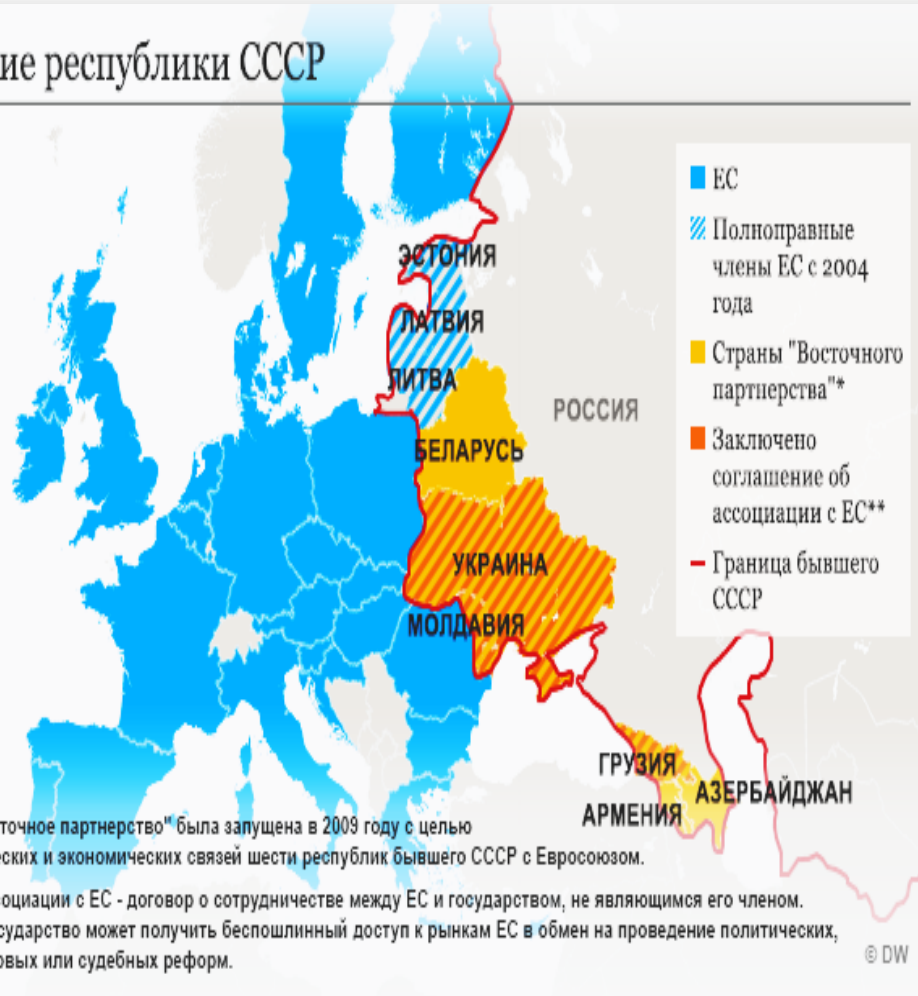 ие республики СССР
ЕС
Полноправные
члены ЕС с 2004
года
Страны "Восточного
партнерства"*
Заключено
соглашение об
ассоциации с ЕС**
Граница бывшего
СССР
ЭСТОНИЯ
ЛАТВИЯ
ЛИТВА
РОССИЯ
БЕЛАРУСЬ
УКРАИНА
МОЛДАВИЯ
ГРУЗИЯ
АЗЕРБАЙДЖАН
АРМЕНИЯ
точное партнерство" была запущена в 2009 году с целью
еских и экономических связей шести республик бывшего СССР с Евросоюзом.
оциации с ЕС - договор о сотрудничестве между ЕС и государством, не являющимся его членом.
сударство может получить беспошлинный доступ к рынкам ЕС в обмен на проведение политических,
овых или судебных реформ.
© DW